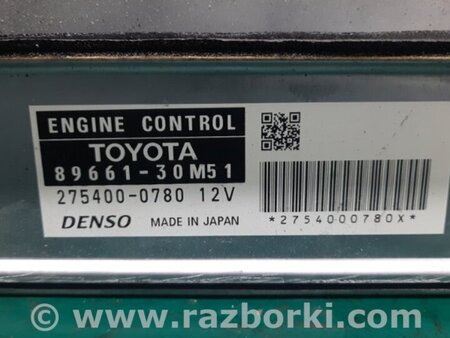 ENGINE CONTROL
TOYOTA
89661-30M51
275400-0780 12V
DENSO MADE IN JAPAN
*2754000780X*
© www.razborki.com